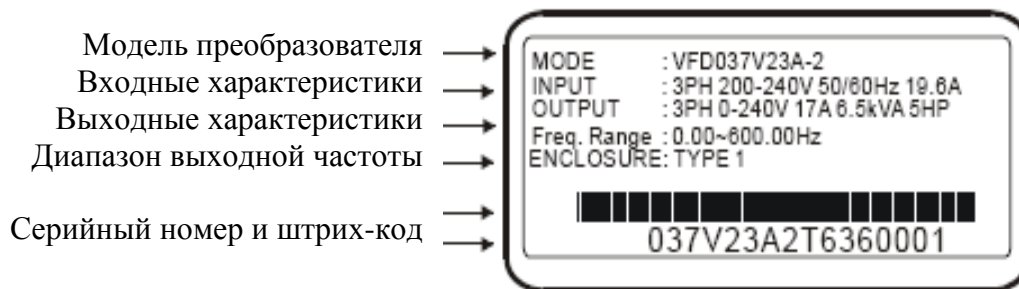 Модель преобразователя
Входные характеристики
Выходные характеристики
Диапазон выходной частоты
Серийный номер и штрих-код
MODE : VFD037V23A-2
INPUT : 3PH 200-240V 50/60Hz 19.6A
OUTPUT : 3PH 0-240V 17A 6.5kVA 5HP
Freq. Range : 0.00~600.00Hz
ENCLOSURE: TYPE 1
037V23A2T6360001